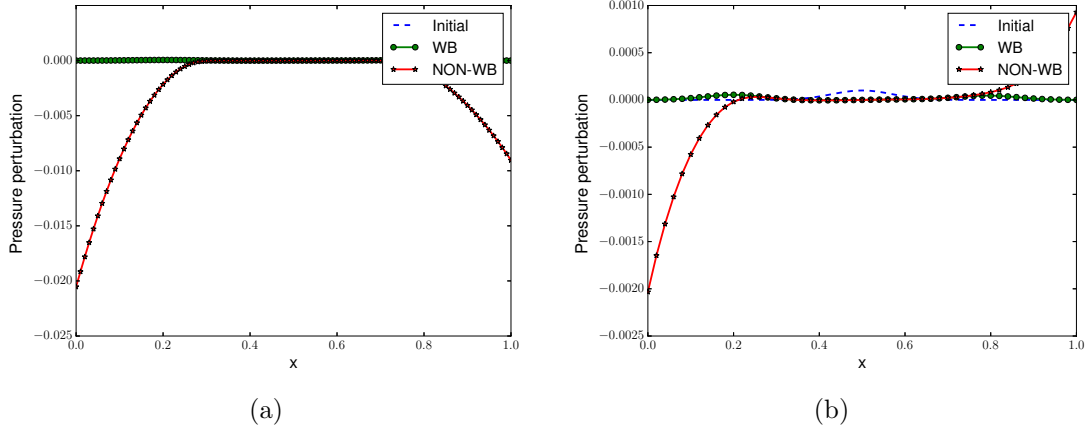 Initial
WB
NON-WB
0.000
−0.005
−0.010
−0.015
−0.020
−0.025
0.0 0.2 0.4 0.6 0.8 1.0
Pressure perturbation
x
(a)
Initial
WB
NON-WB
0.0010
0.0005
0.0000
−0.0005
−0.0010
−0.0015
−0.0020
−0.0025
0.0 0.2 0.4 0.6 0.8 1.0
Pressure perturbation
x
(b)